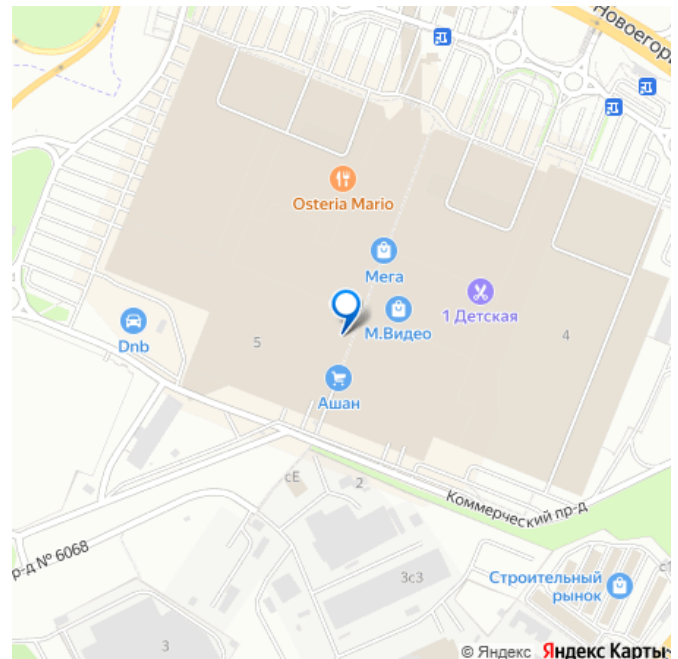 Новоегорь
Osteria Mario
Мега
1 Детская
М.Видео
Dnb
5
4
Ашан
сЕ
2
Коммерческий пр-д
р-д № 6068
3с3
с1
Строительный
рынок
3
© Яндекс Яндекс Карты